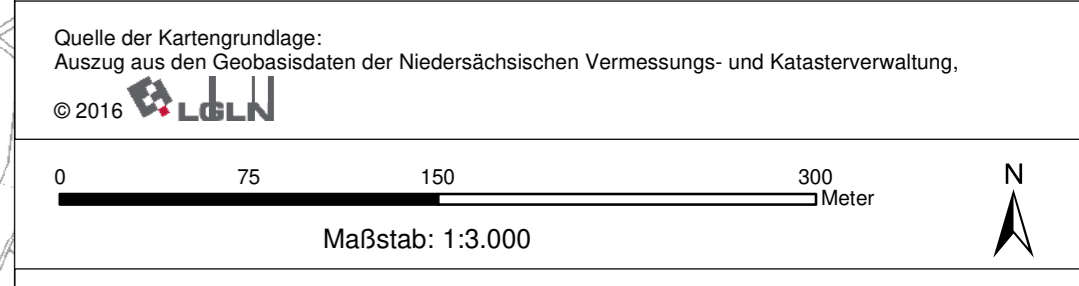 Quelle der Kartengrundlage:
Auszug aus den Geobasisdaten der Niedersächsischen Vermessungs- und Katasterverwaltung,
© 2016 LGLN
0 75 150 300
Meter
N
Maßstab: 1:3.000